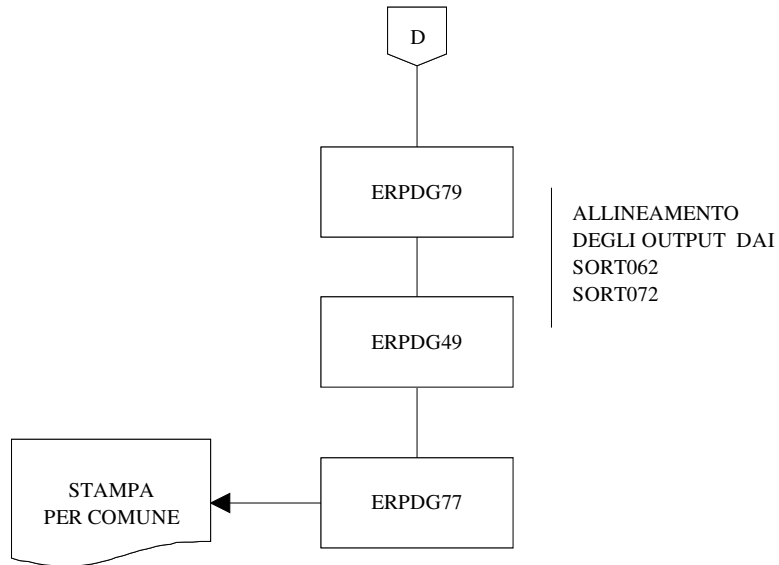 D
ERPDG79
ALLINEAMENTO
DEGLI OUTPUT DAI
SORT062
SORT072
ERPDG49
STAMPA
PER COMUNE
ERPDG77